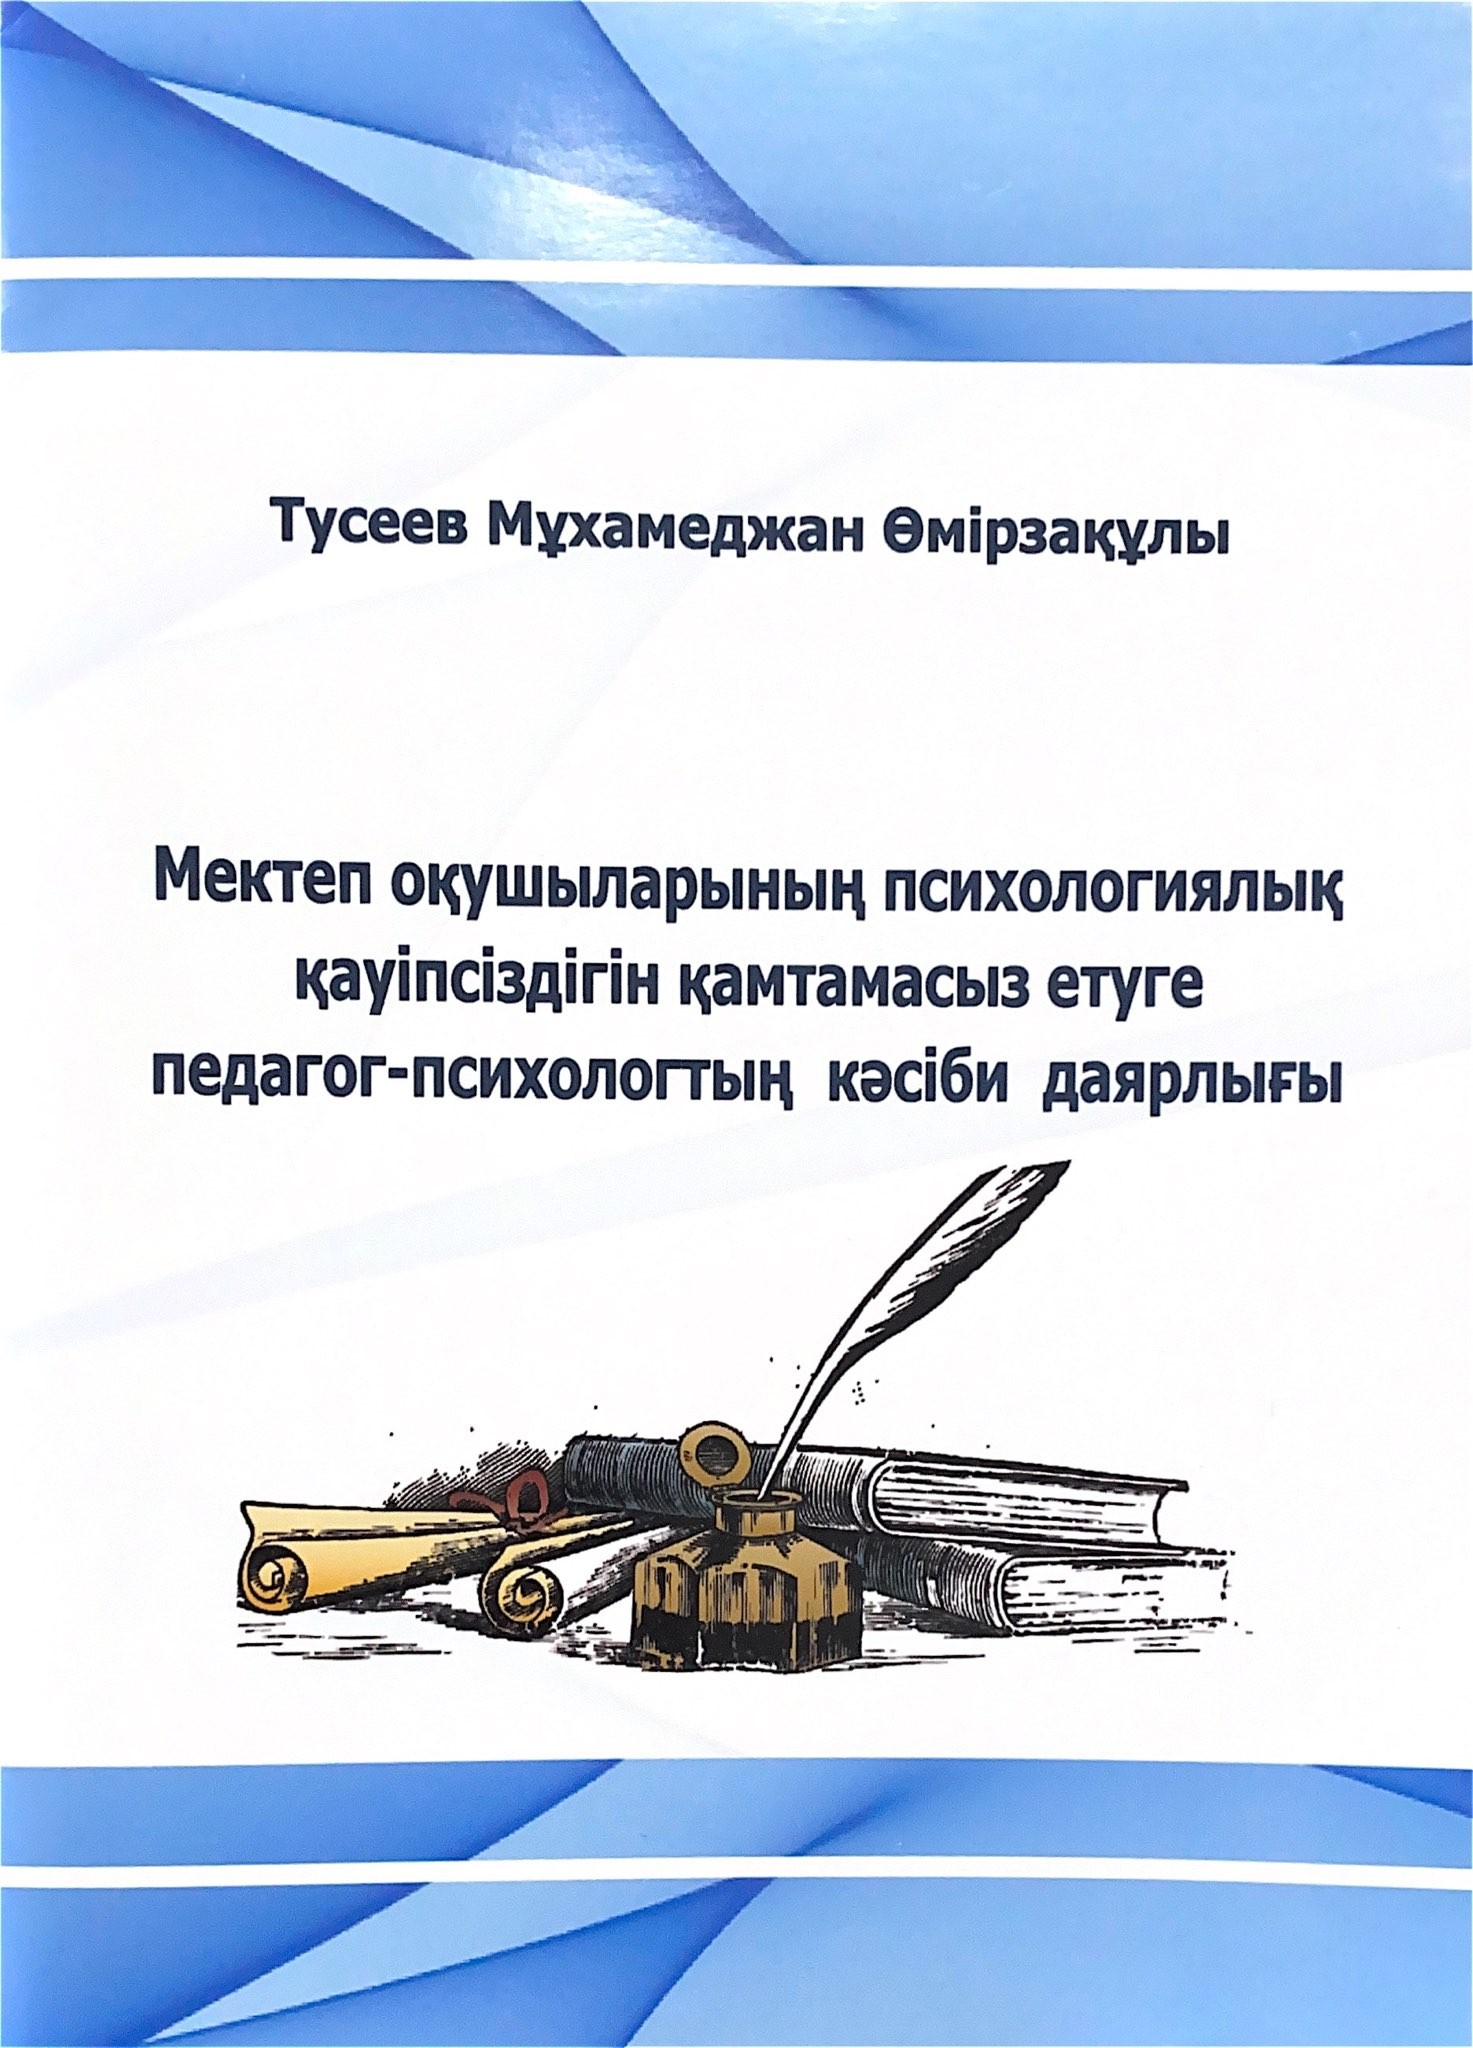 Тусеев Мұхамеджан Өмірзақұлы
Мектеп оқушыларының психологиялық
қауіпсіздігін қамтамасыз етуге
педагог-психологтың кәсіби даярлығы